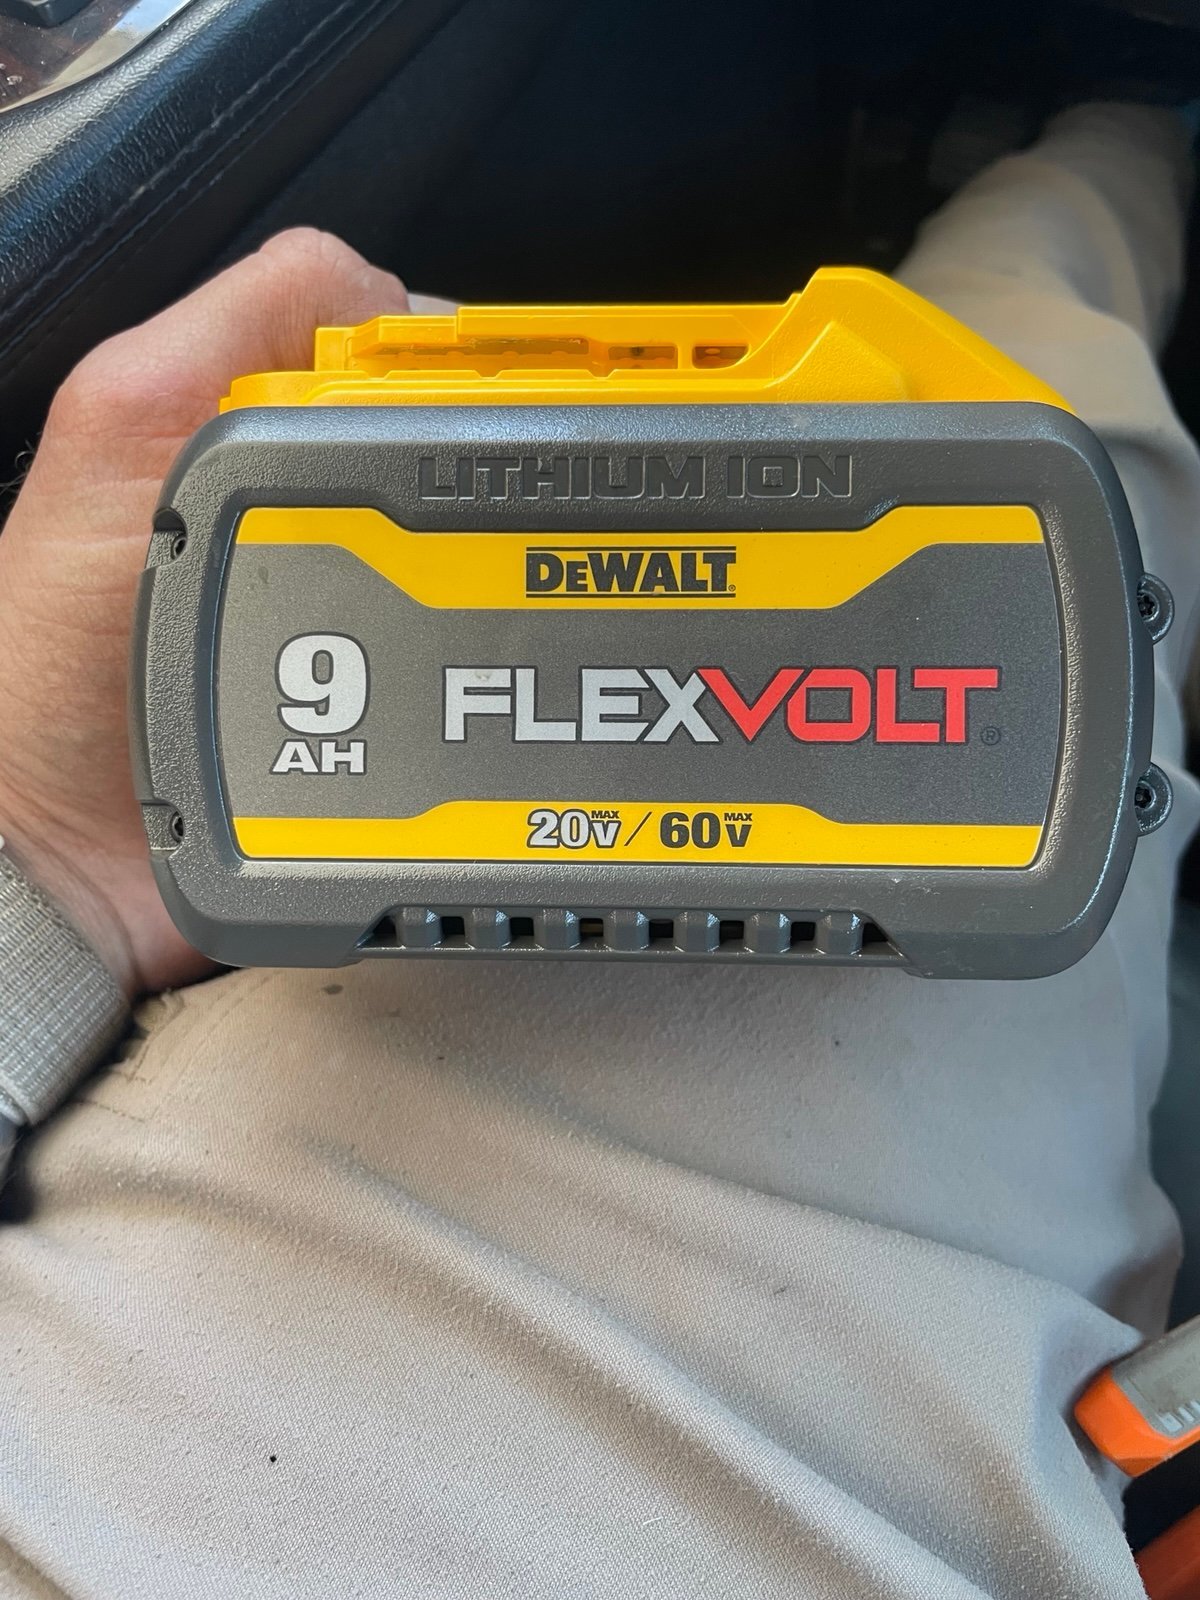 LITHIUM ION
DEWALT®
9
AH
FLEXVOLT®
20V MAX / 60V MAX